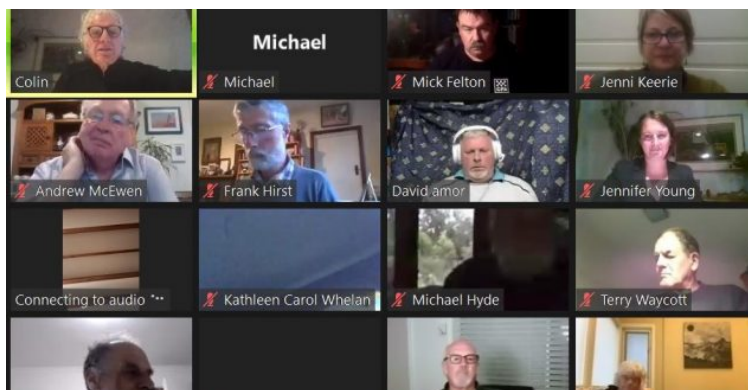 Michael
Colin
Michael
Mick Felton
Jenni Keerie
Andrew McEwen
Frank Hirst
David amor
Jennifer Young
Connecting to audio ···
Kathleen Carol Whelan
Michael Hyde
Terry Waycott